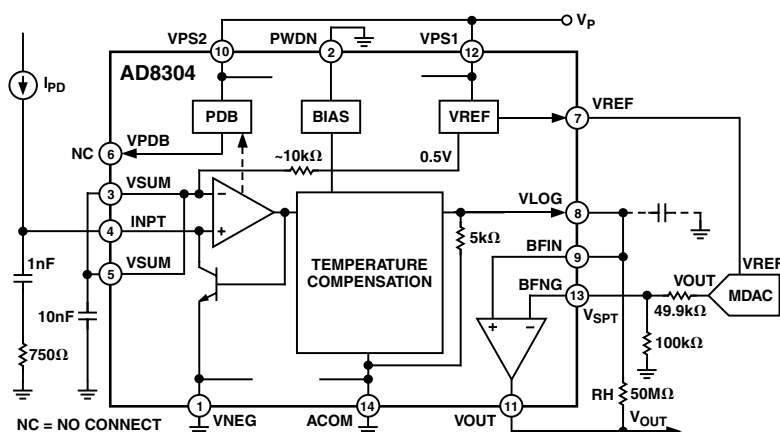 VP
VPS2
PWDN
VPS1
10
2
12
AD8304
IPD
PDB
BIAS
VREF
7
VREF
VPDB
NC
6
~10kΩ
0.5V
VSUM
3
VLOG
8
INPT
4
5kΩ
1nF
VSUM
5
TEMPERATURE
COMPENSATION
BFIN
9
VREF
BFNG
13
VOUT
MDAC
10nF
VSPT
49.9kΩ
750Ω
100kΩ
RH
50MΩ
1
VNEG
ACOM
14
VOUT
11
VOUT
NC = NO CONNECT